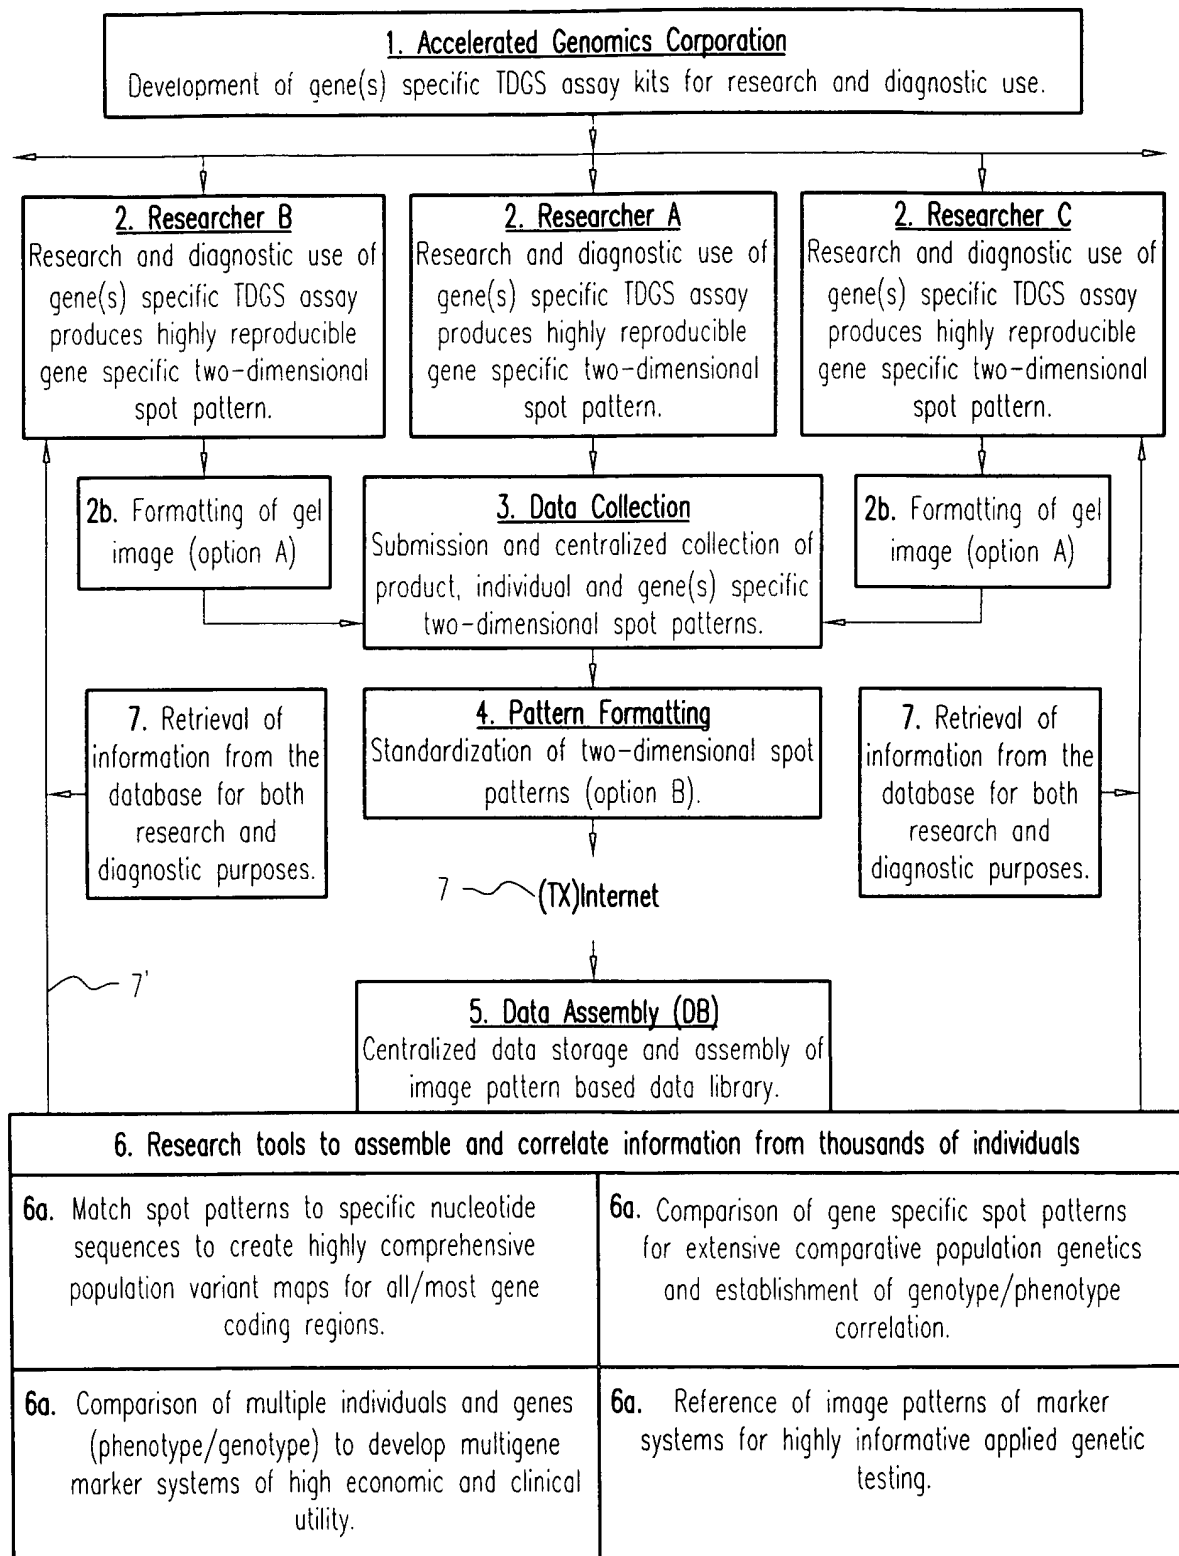 1. Accelerated Genomics Corporation
Development of gene(s) specific TDGS assay kits for research and diagnostic use.
2. Researcher B
Research and diagnostic use of
gene(s) specific TDGS assay
produces highly reproducible
gene specific two-dimensional
spot pattern.
2. Researcher A
Research and diagnostic use of
gene(s) specific TDGS assay
produces highly reproducible
gene specific two-dimensional
spot pattern.
2. Researcher C
Research and diagnostic use of
gene(s) specific TDGS assay
produces highly reproducible
gene specific two-dimensional
spot pattern.
2b. Formatting of gel
image (option A)
3. Data Collection
Submission and centralized collection of
product, individual and gene(s) specific
two-dimensional spot patterns.
2b. Formatting of gel
image (option A)
7. Retrieval of
information from the
database for both
research and
diagnostic purposes.
4. Pattern Formatting
Standardization of two-dimensional spot
patterns (option B).
7. Retrieval of
information from the
database for both
research and
diagnostic purposes.
7
(TX)Internet
7'
5. Data Assembly (DB)
Centralized data storage and assembly of
image pattern based data library.
6. Research tools to assemble and correlate information from thousands of individuals
6a. Match spot patterns to specific nucleotide
sequences to create highly comprehensive
population variant maps for all/most gene
coding regions.
6a. Comparison of gene specific spot patterns
for extensive comparative population genetics
and establishment of genotype/phenotype
correlation.
6a. Comparison of multiple individuals and genes
(phenotype/genotype) to develop multigene
marker systems of high economic and clinical
utility.
6a. Reference of image patterns of marker
systems for highly informative applied genetic
testing.